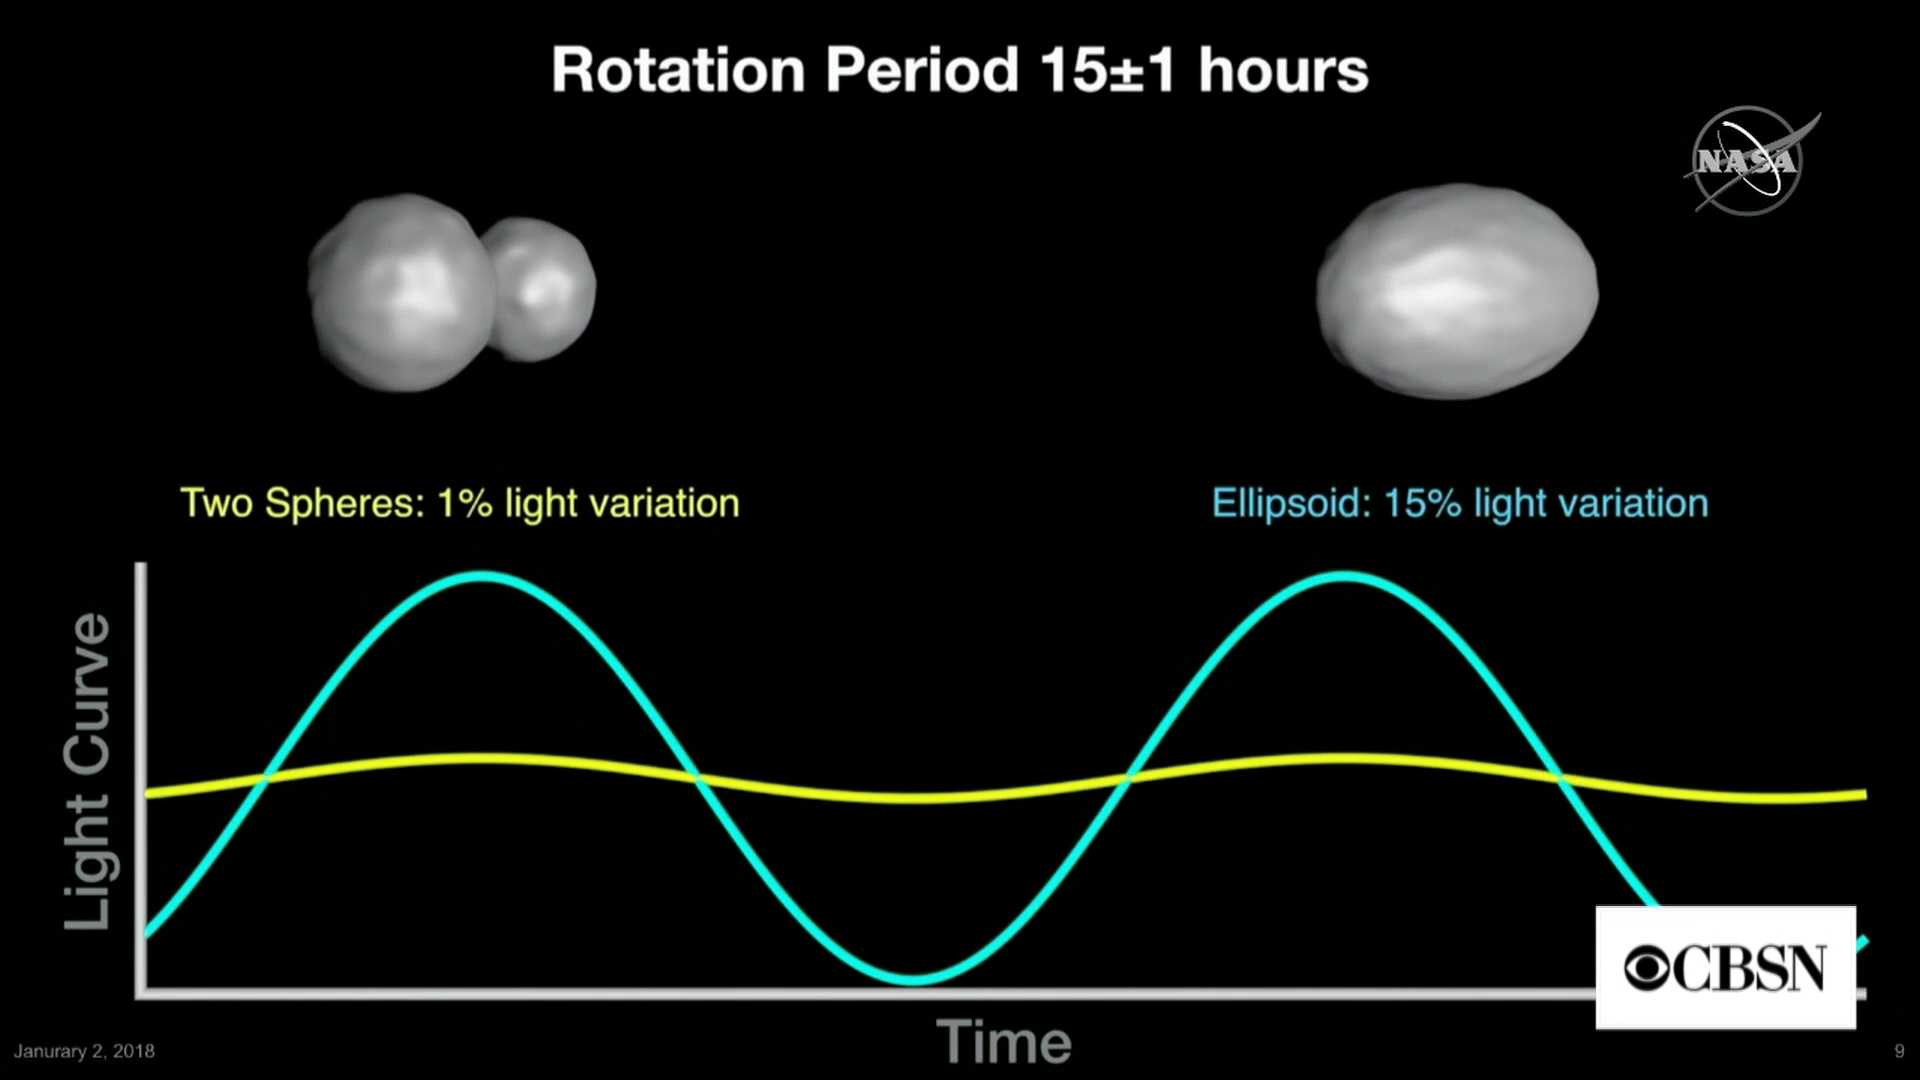 Rotation Period 15±1 hours
NASA
Two Spheres: 1% light variation
Ellipsoid: 15% light variation
Light Curve
Time
CBSN
Janurary 2, 2018
9